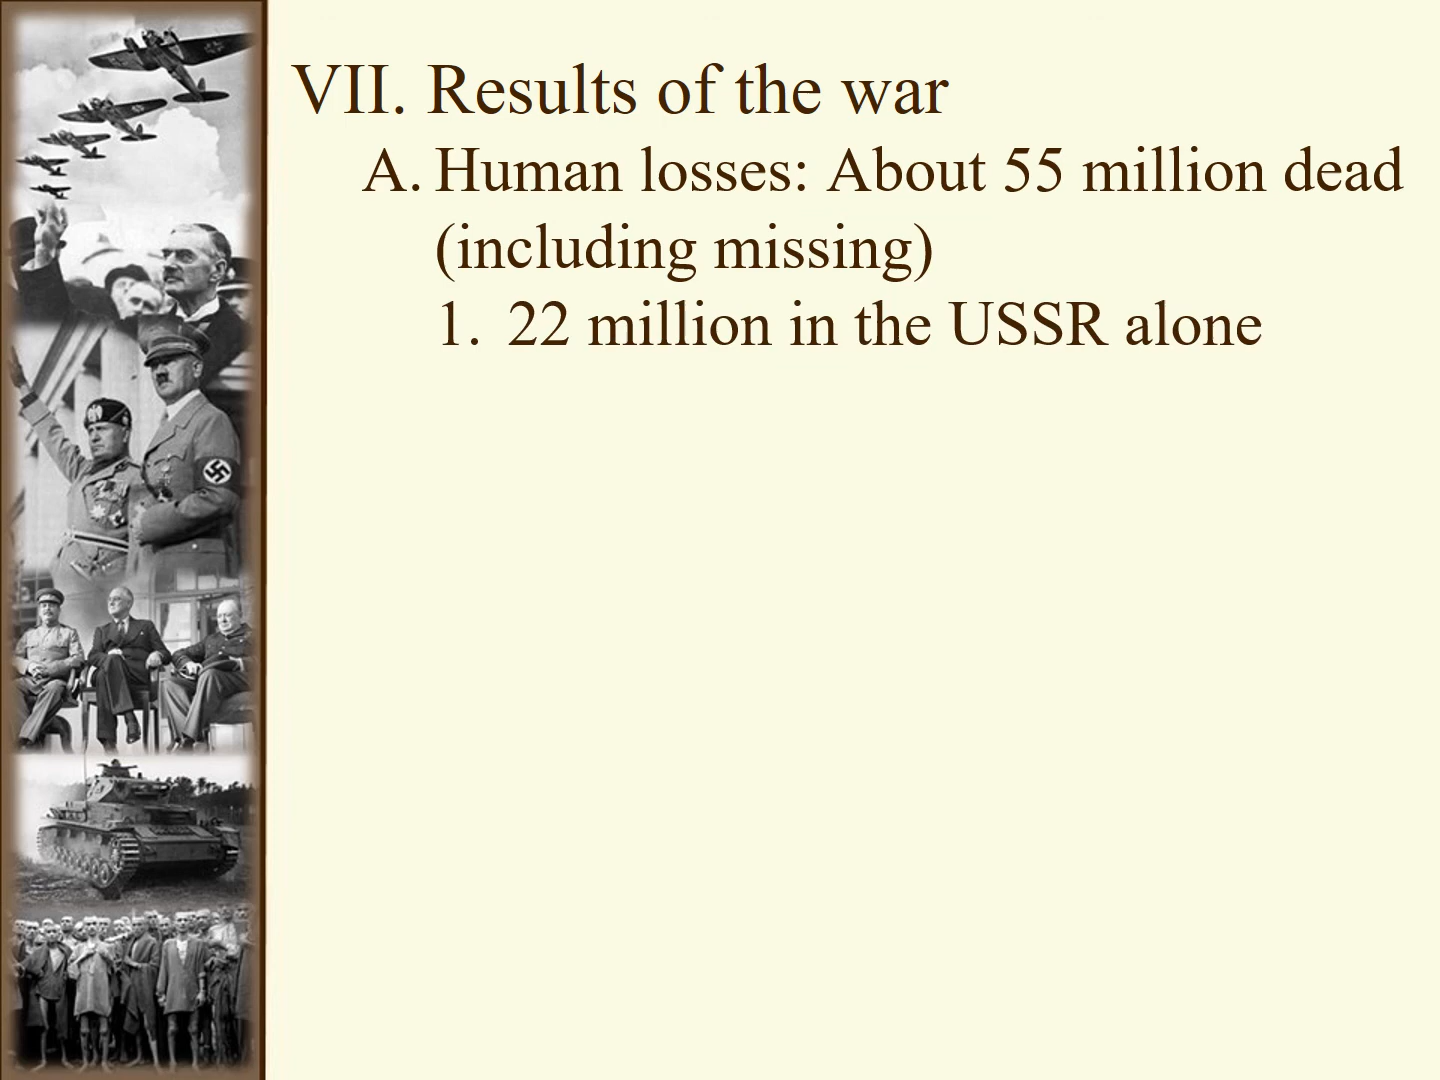 VII. Results of the war
A. Human losses: About 55 million dead
(including missing)
1. 22 million in the USSR alone